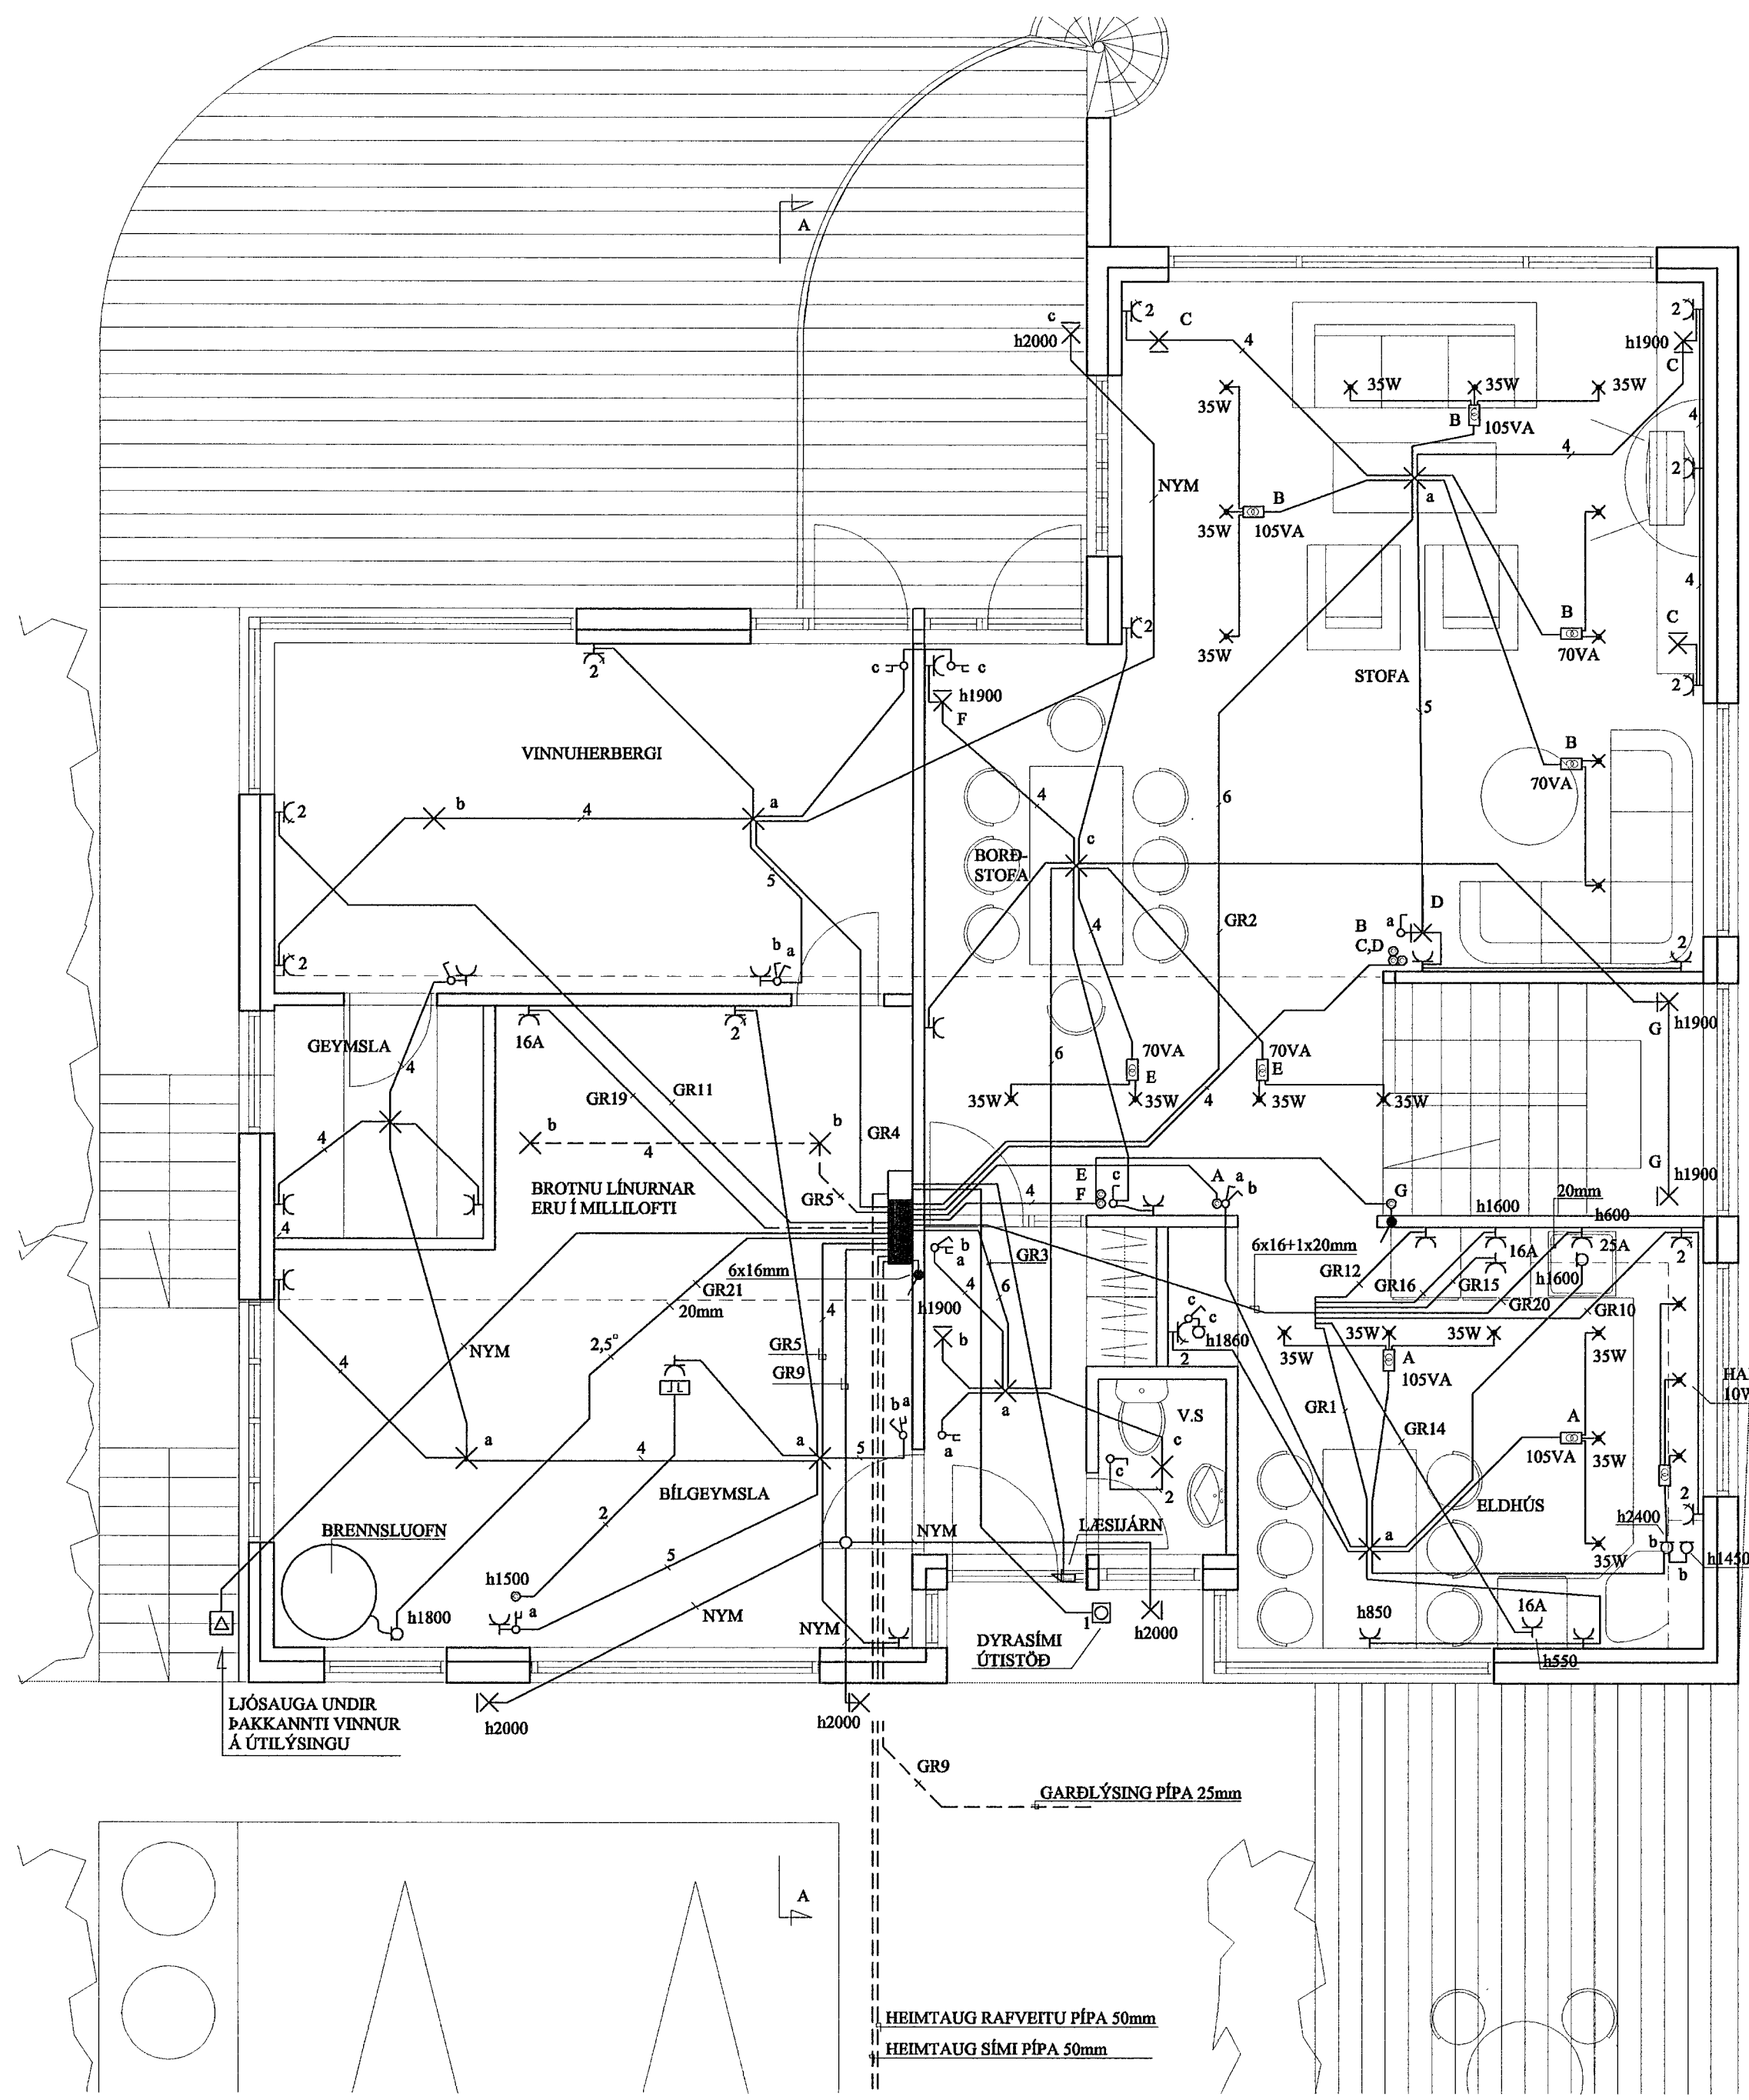 A
c
h2000
2
C
4
2
h1900
C
35W
35W
35W
35W
B
105VA
4
4
2
a
NYM
B
35W
105VA
4
B
70VA
C
2
35W
STOFA
2
c
c
h1900
F
2
VINNUHERBERGI
5
B
70VA
2
b
4
a
4
6
c
BORÐ-
STOFA
5
4
GR2
D
B
a
C,D
2
2
b
a
16A
2
GEYMSLA
4
GR19
GR11
6
70VA
E
70VA
E
4
35W
35W
35W
35W
G
h1900
b
b
4
GR4
4
GR5
BROTNU LÍNURNAR
ERU Í MILLILOFTI
E
F
c
4
A
a
b
G
G
h1900
20mm
h1600
h600
4
6x16mm
GR21
20mm
b
a
GR3
6x16+1x20mm
16A
25A
2
GR12
GR16
GR15
h1600
GR20
GR10
h1900
4
6
4
4
NYM
2,5°
GR5
GR9
b
c
c
h1860
2
35W
35W
35W
35W
A
105VA
HA
10W
GR1
GR14
a
b
a
V.S
c
c
2
a
4
a
5
a
A
105VA
35W
BÍLGEYMSLA
ELDHÚS
2
2
BRENNSLUOFN
NYM
LÆSIJÁRN
a
h2400
b
h1450
b
35W
5
h1500
a
h1800
NYM
NYM
1
h2000
h850
16A
h550
DYRASÍMI
ÚTISTÖÐ
LJÓSAUGA UNDIR
ÞAKKANNTI VINNUR
Á ÚTILÝSINGU
h2000
h2000
GR9
GARÐLÝSING PÍPA 25mm
A
HEIMTAUG RAFVEITU PÍPA 50mm
HEIMTAUG SÍMI PÍPA 50mm